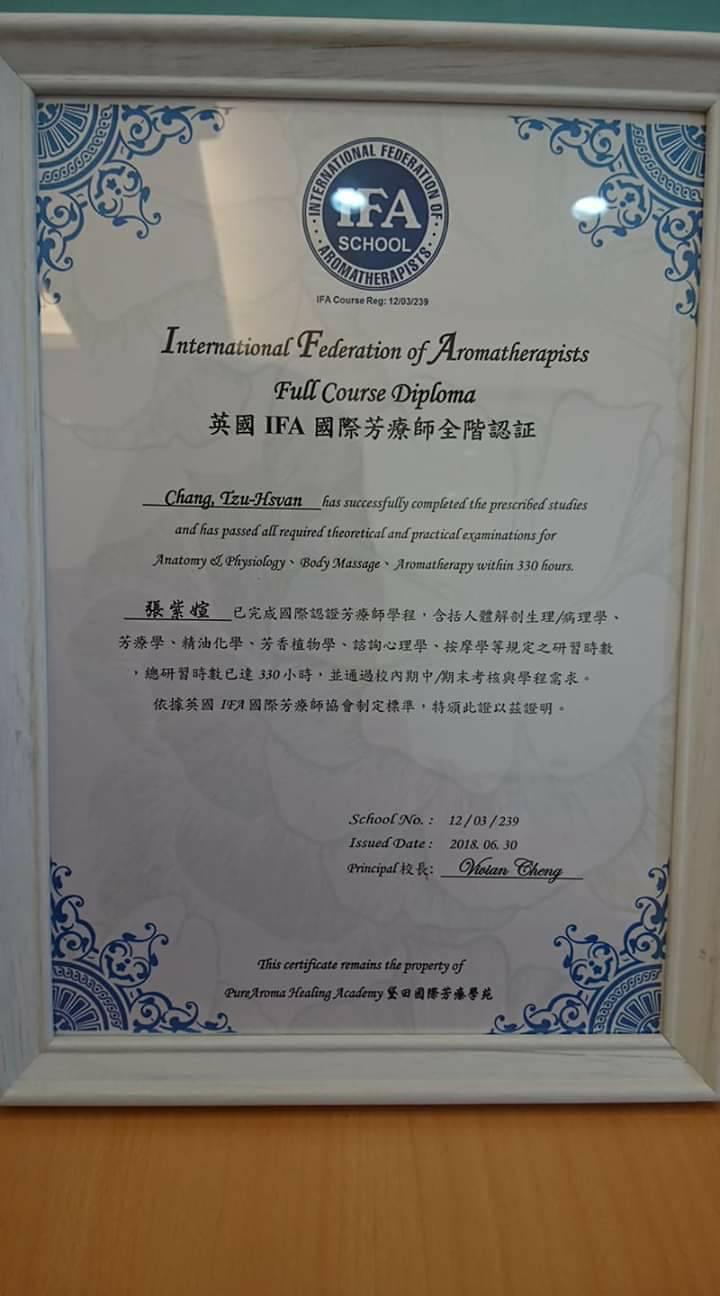 INTERNATIONAL FEDERATION OF
IFA
SCHOOL
AROMATHERAPISTS
IFA Course Reg: 12/03/239
International Federation of Aromatherapists
Full Course Diploma
英國 IFA 國際芳療師全階認証
Chang, Tzu-Hsvan has successfully completed the prescribed studies
and has passed all required theoretical and practical examinations for
Anatomy & Physiology、Body Massage、Aromatherapy within 330 hours.
張紫媗 已完成國際認證芳療師學程，含括人體解剖生理/病理學、
芳療學、精油化學、芳香植物學、諮詢心理學、按摩學等規定之研習時數
，總研習時數已達 330 小時，並通過校內期中/期末考核與學程需求。
依據英國 IFA 國際芳療師協會制定標準，特頒此證以茲證明。
School No. : 12 / 03 / 239
Issued Date : 2018. 06. 30
Principal 校長: Vivian Cheng
This certificate remains the property of
PureAroma Healing Academy 堃田國際芳療學苑